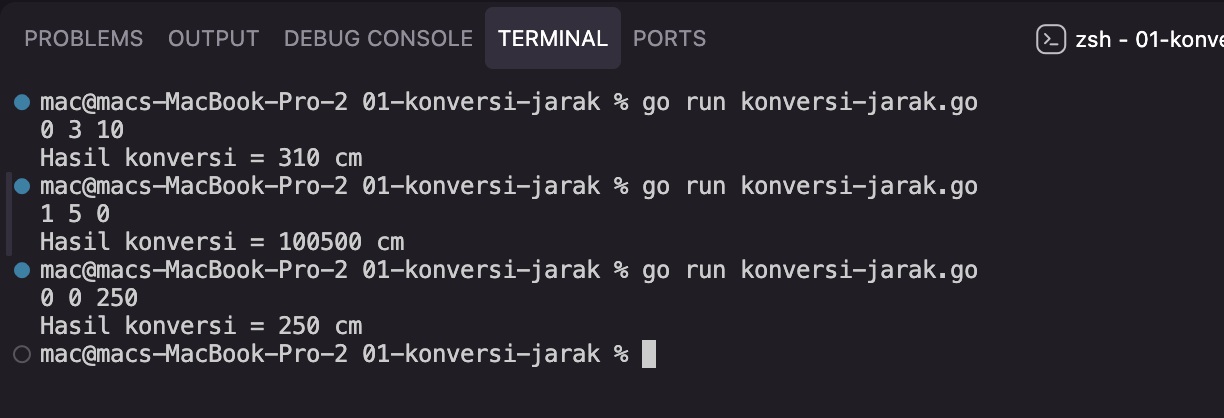 PROBLEMS OUTPUT DEBUG CONSOLE TERMINAL PORTS zsh - 01-konve
mac@macs-MacBook-Pro-2 01-konversi-jarak % go run konversi-jarak.go
0 3 10
Hasil konversi = 310 cm
mac@macs-MacBook-Pro-2 01-konversi-jarak % go run konversi-jarak.go
1 5 0
Hasil konversi = 100500 cm
mac@macs-MacBook-Pro-2 01-konversi-jarak % go run konversi-jarak.go
0 0 250
Hasil konversi = 250 cm
mac@macs-MacBook-Pro-2 01-konversi-jarak %